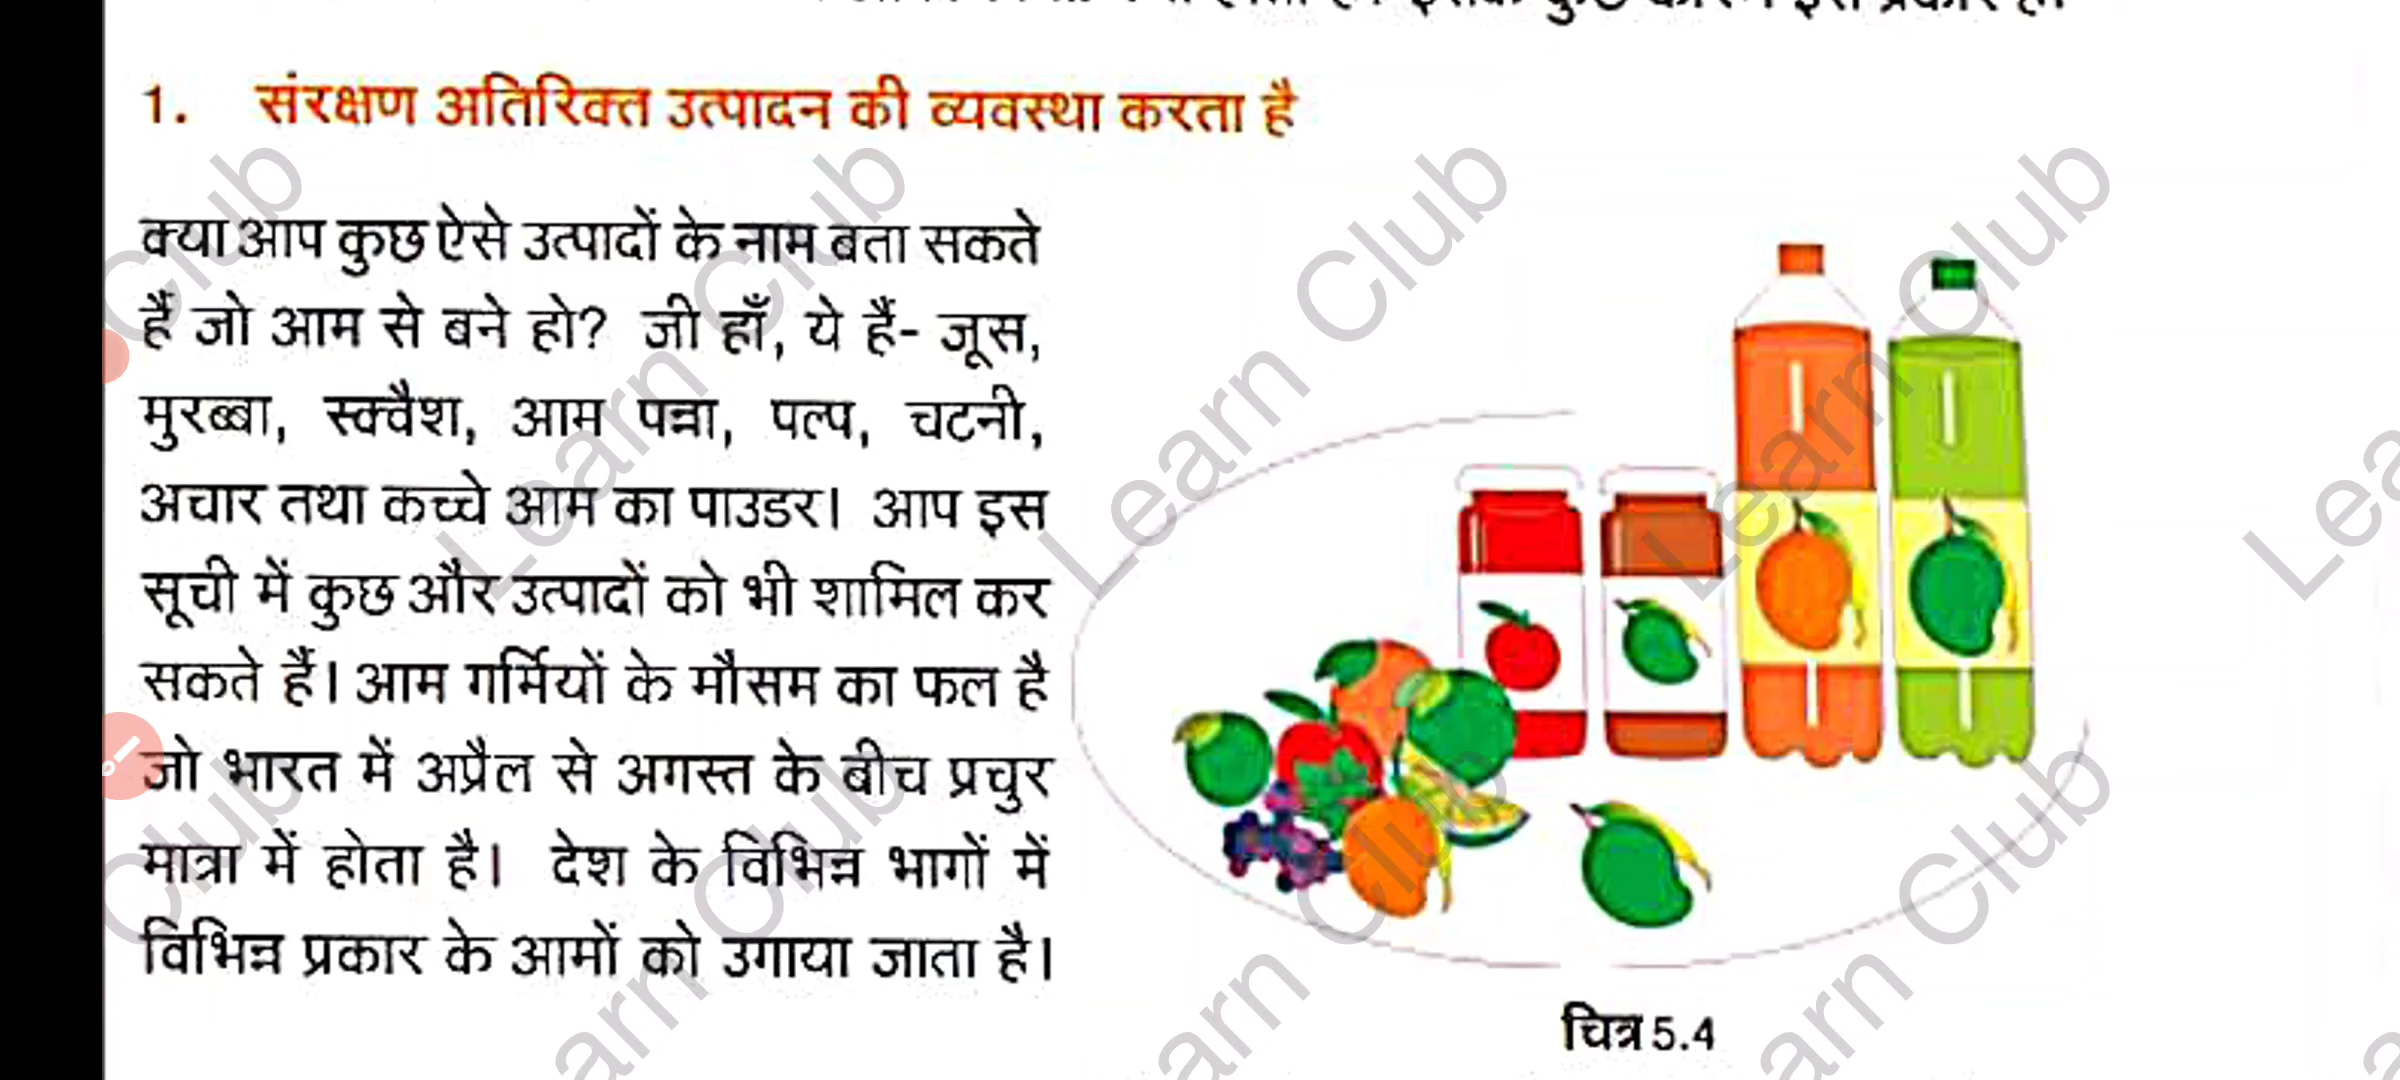 1. संरक्षण अतिरिक्त उत्पादन की व्यवस्था करता है
क्या आप कुछ ऐसे उत्पादों के नाम बता सकते
हैं जो आम से बने हो? जी हाँ, ये हैं- जूस,
मुरब्बा, स्क्वैश, आम पन्ना, पल्प, चटनी,
अचार तथा कच्चे आम का पाउडर। आप इस
सूची में कुछ और उत्पादों को भी शामिल कर
सकते हैं। आम गर्मियों के मौसम का फल है
जो भारत में अप्रैल से अगस्त के बीच प्रचुर
मात्रा में होता है। देश के विभिन्न भागों में
विभिन्न प्रकार के आमों को उगाया जाता है।
चित्र 5.4
Learn Club